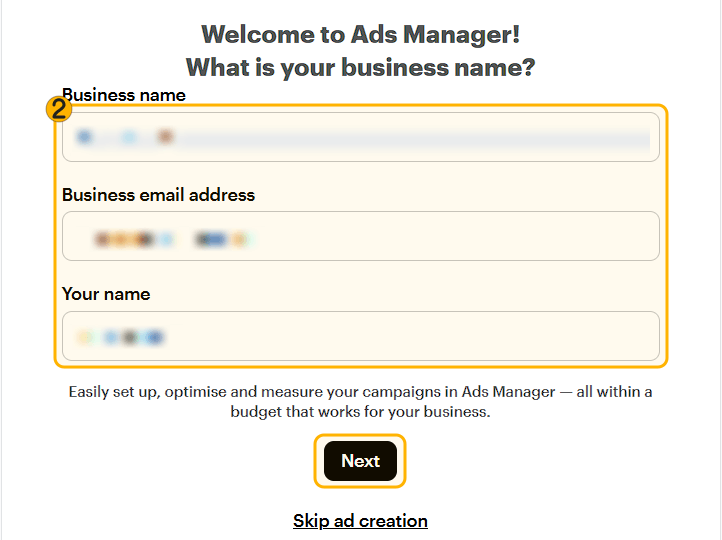 Welcome to Ads Manager!
What is your business name?
Business name
2
Business email address
Your name
Easily set up, optimise and measure your campaigns in Ads Manager — all within a
budget that works for your business.
Next
Skip ad creation